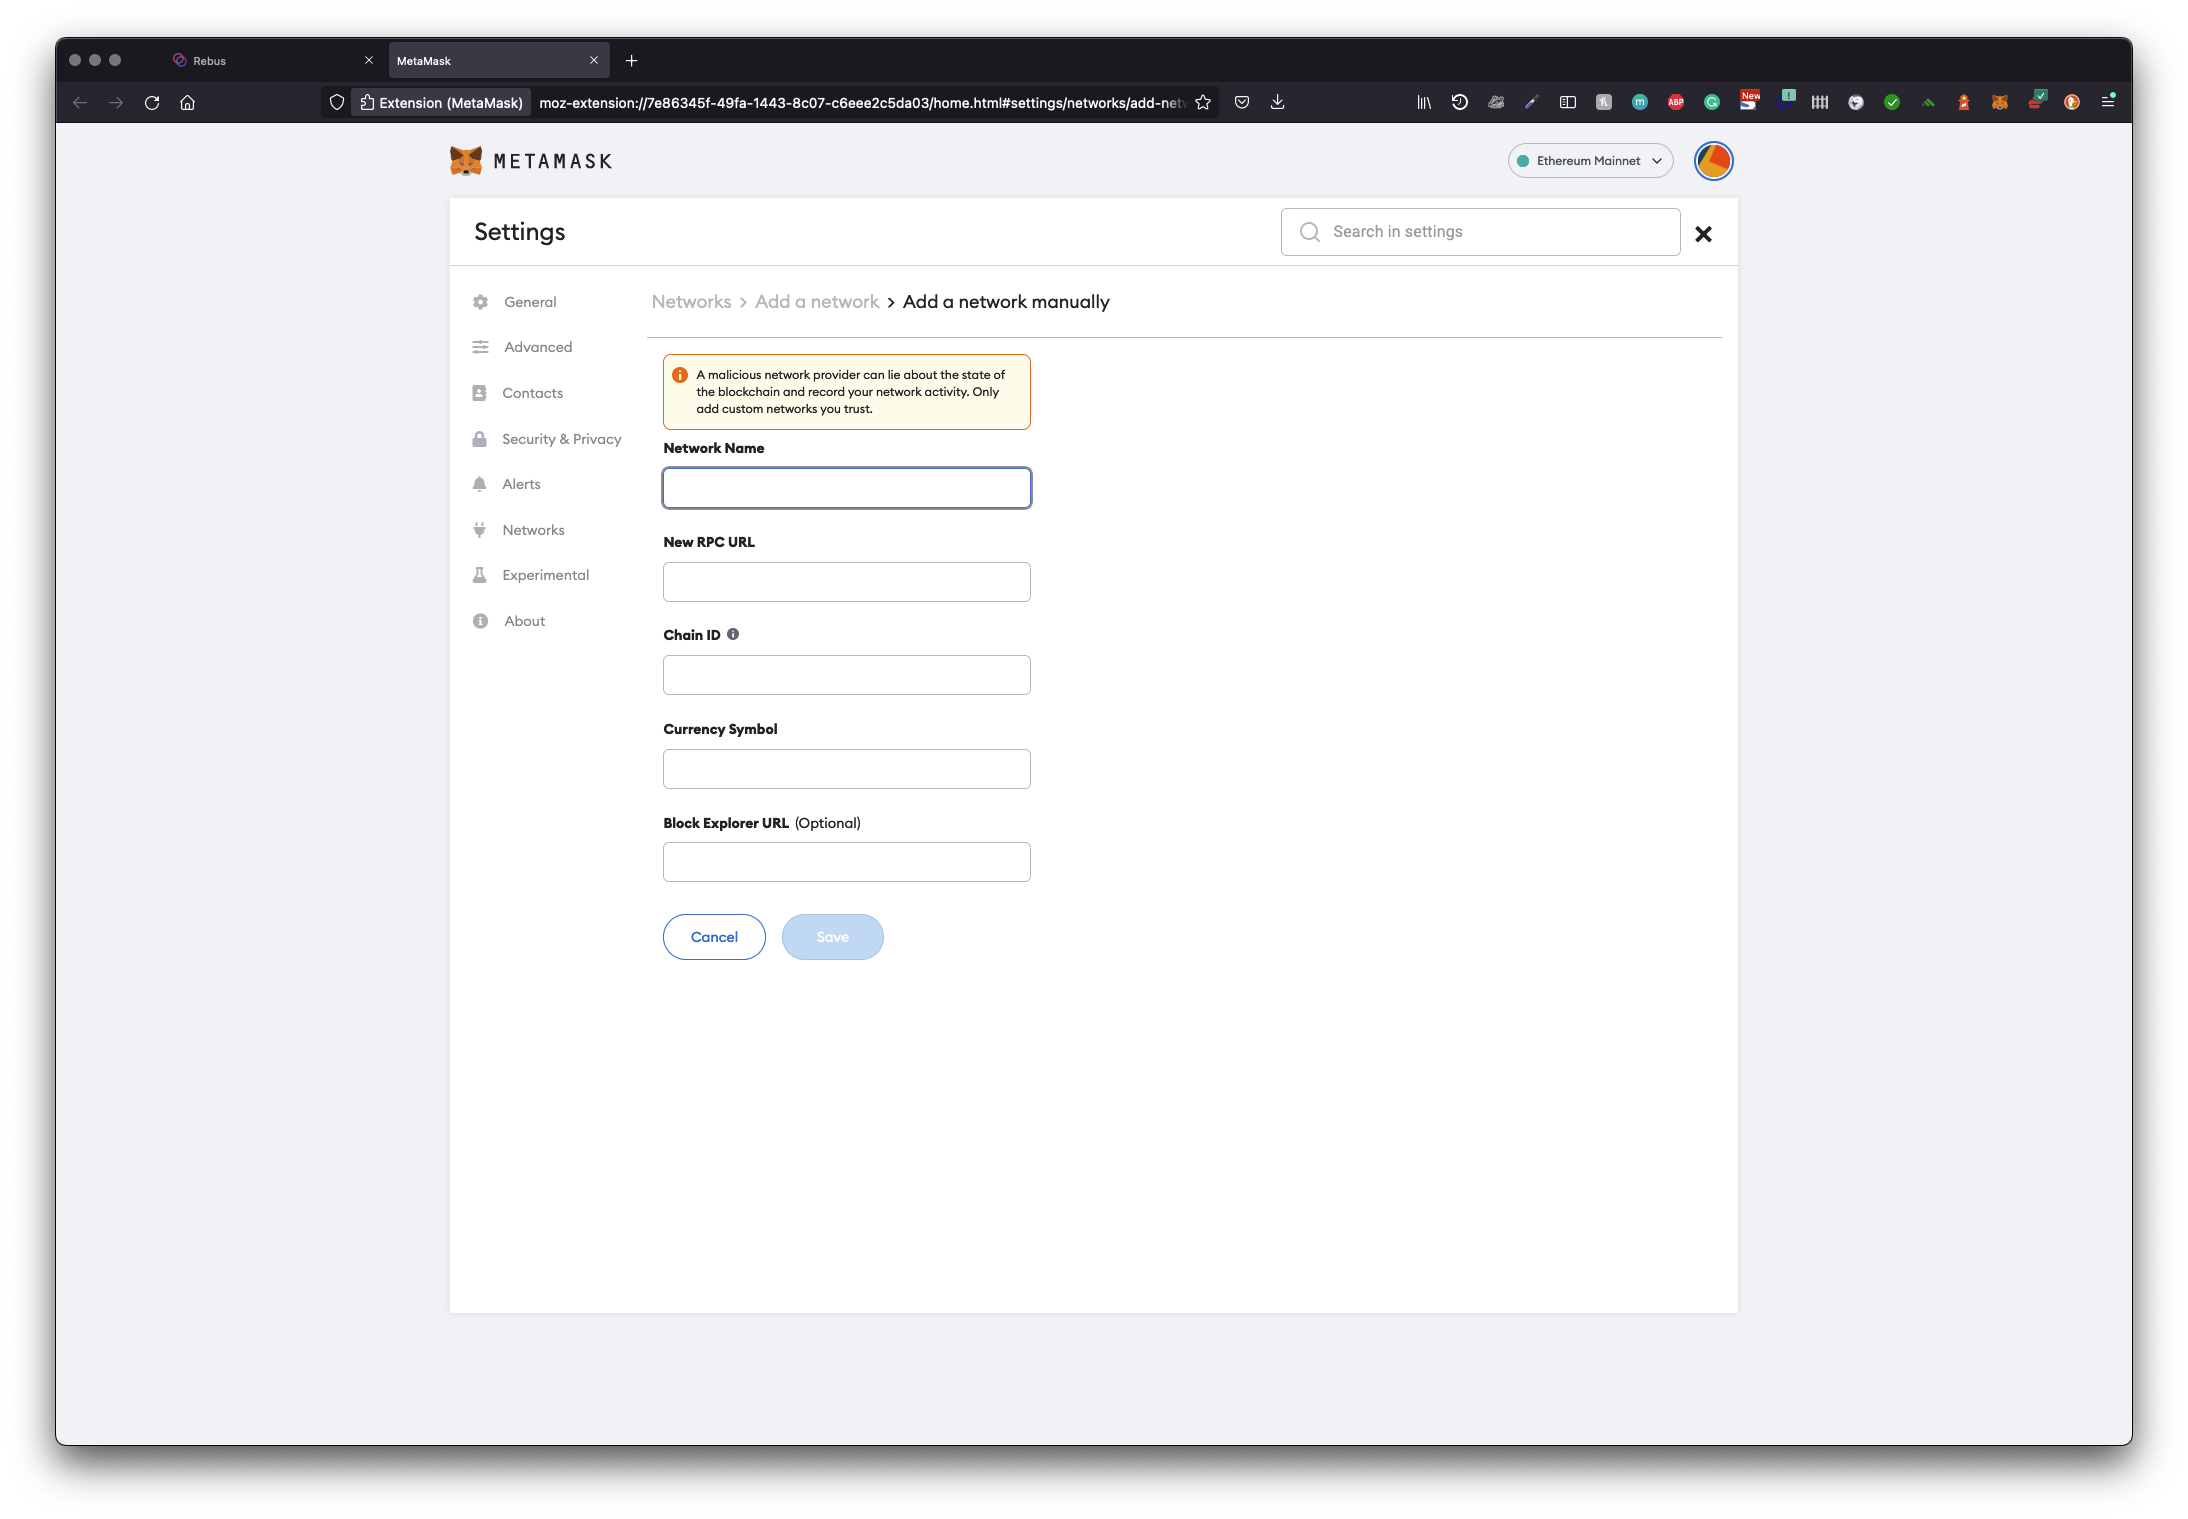 Rebus
MetaMask
Extension (MetaMask)
moz-extension://7e86345f-49fa-1443-8c07-c6eee2c5da03/home.html#settings/networks/add-netw
ABP
New
METAMASK
Ethereum Mainnet
Settings
Search in settings
General
Advanced
Contacts
Security & Privacy
Alerts
Networks
Experimental
About
Networks > Add a network > Add a network manually
A malicious network provider can lie about the state of
the blockchain and record your network activity. Only
add custom networks you trust.
Network Name
New RPC URL
Chain ID
Currency Symbol
Block Explorer URL (Optional)
Cancel
Save